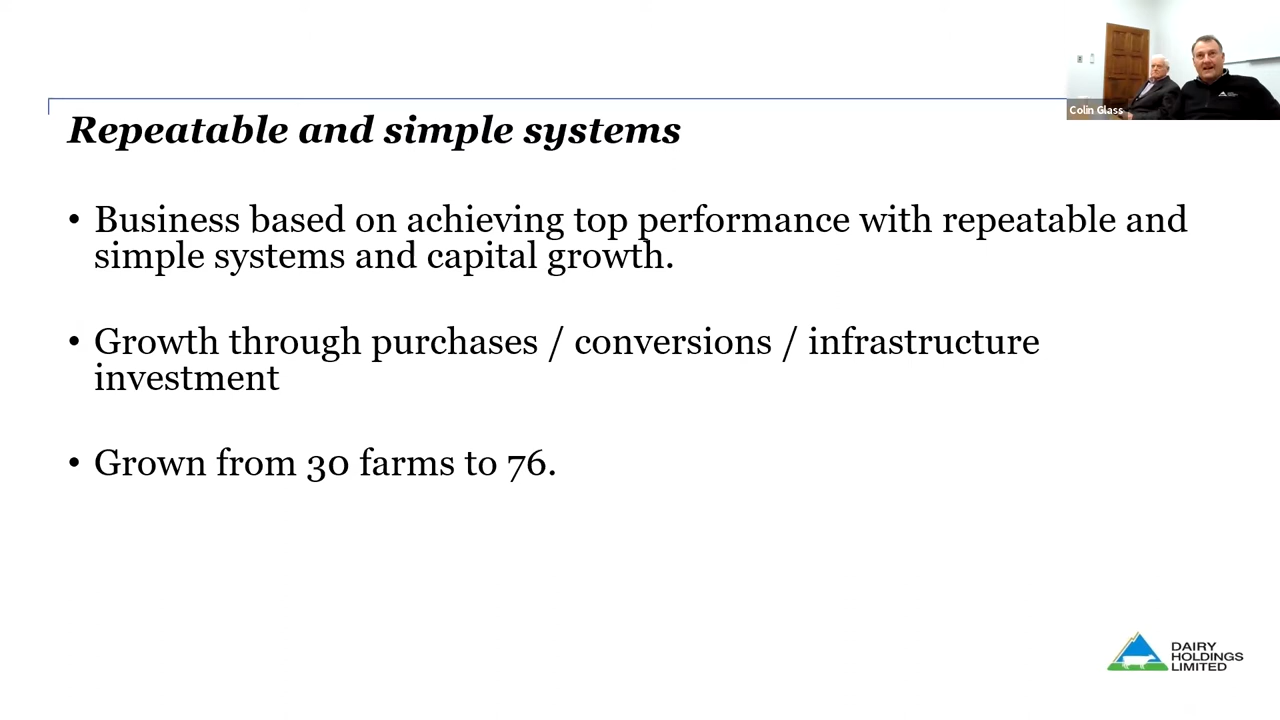 Colin Glass
Repeatable and simple systems
• Business based on achieving top performance with repeatable and
simple systems and capital growth.
• Growth through purchases / conversions / infrastructure
investment
• Grown from 30 farms to 76.
DAIRY
HOLDINGS
LIMITED